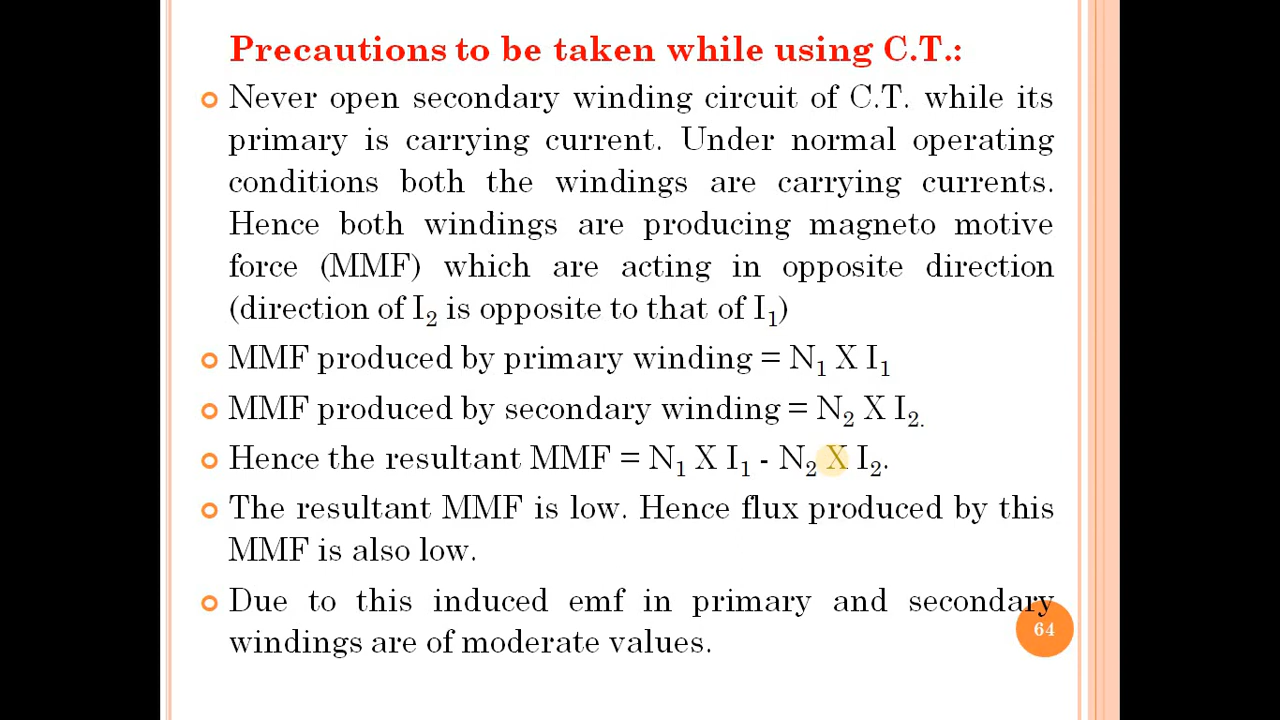 Precautions to be taken while using C.T.:
Never open secondary winding circuit of C.T. while its
primary is carrying current. Under normal operating
conditions both the windings are carrying currents.
Hence both windings are producing magneto motive
force (MMF) which are acting in opposite direction
(direction of I₂ is opposite to that of I₁)
MMF produced by primary winding = N₁ X I₁
MMF produced by secondary winding = N₂ X I₂.
Hence the resultant MMF = N₁ X I₁ - N₂ X I₂.
The resultant MMF is low. Hence flux produced by this
MMF is also low.
Due to this induced emf in primary and secondary
windings are of moderate values.
64